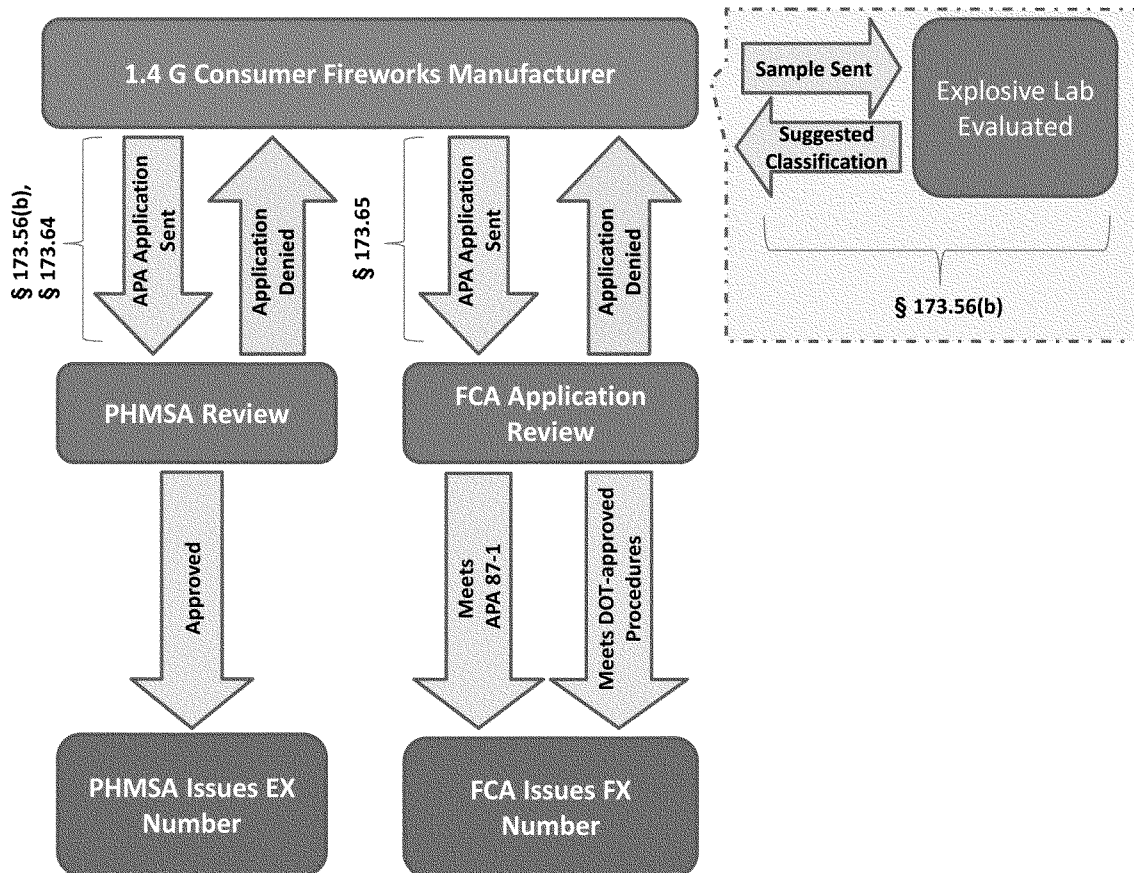 1.4 G Consumer Fireworks Manufacturer
Sample Sent
Suggested
Classification
Explosive Lab
Evaluated
§ 173.56(b)
§ 173.56(b),
§ 173.64
APA Application
Sent
Application
Denied
§ 173.65
APA Application
Sent
Application
Denied
PHMSA Review
FCA Application
Review
Approved
Meets
APA 87-1
Meets DOT-approved
Procedures
PHMSA Issues EX
Number
FCA Issues FX
Number